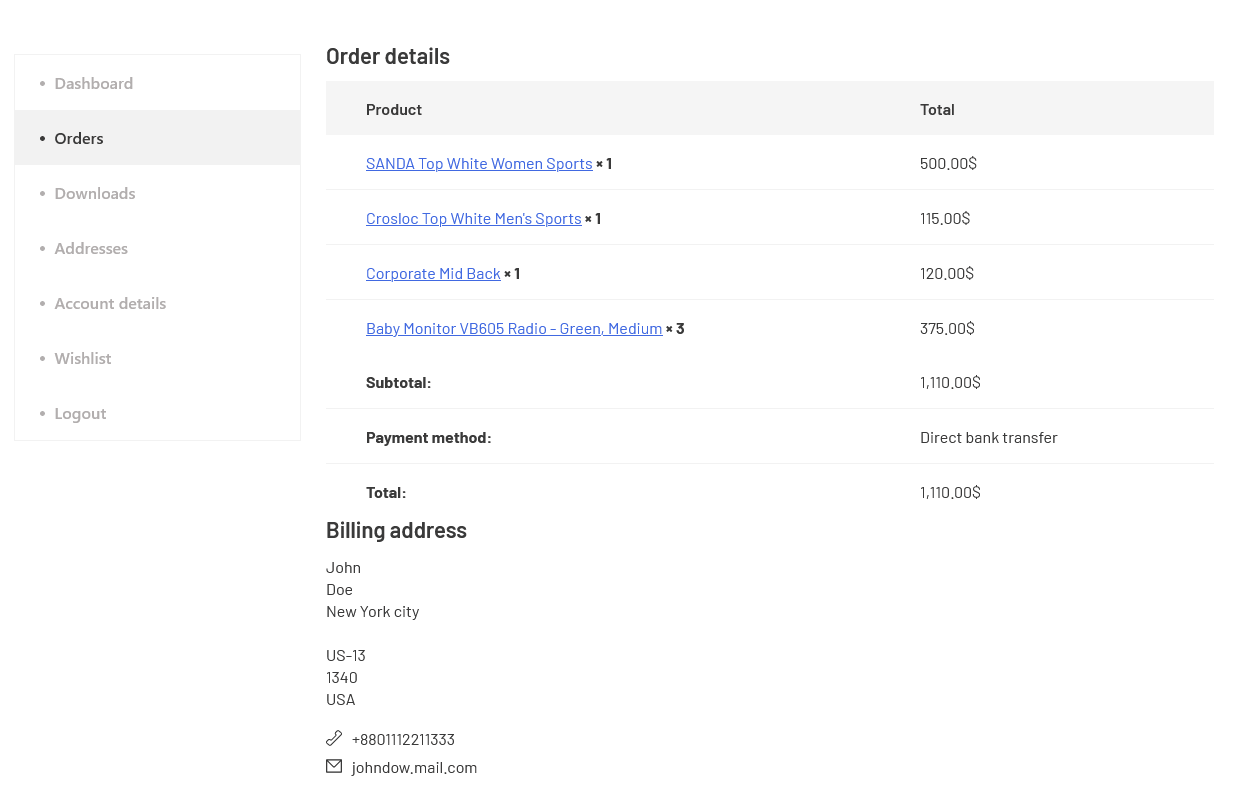 Dashboard
Orders
Downloads
Addresses
Account details
Wishlist
Logout
Order details
Product Total
SANDA Top White Women Sports × 1 500.00$
Crosloc Top White Men's Sports × 1 115.00$
Corporate Mid Back × 1 120.00$
Baby Monitor VB605 Radio - Green, Medium × 3 375.00$
Subtotal: 1,110.00$
Payment method: Direct bank transfer
Total: 1,110.00$
Billing address
John
Doe
New York city
US-13
1340
USA
+8801112211333
johndow.mail.com